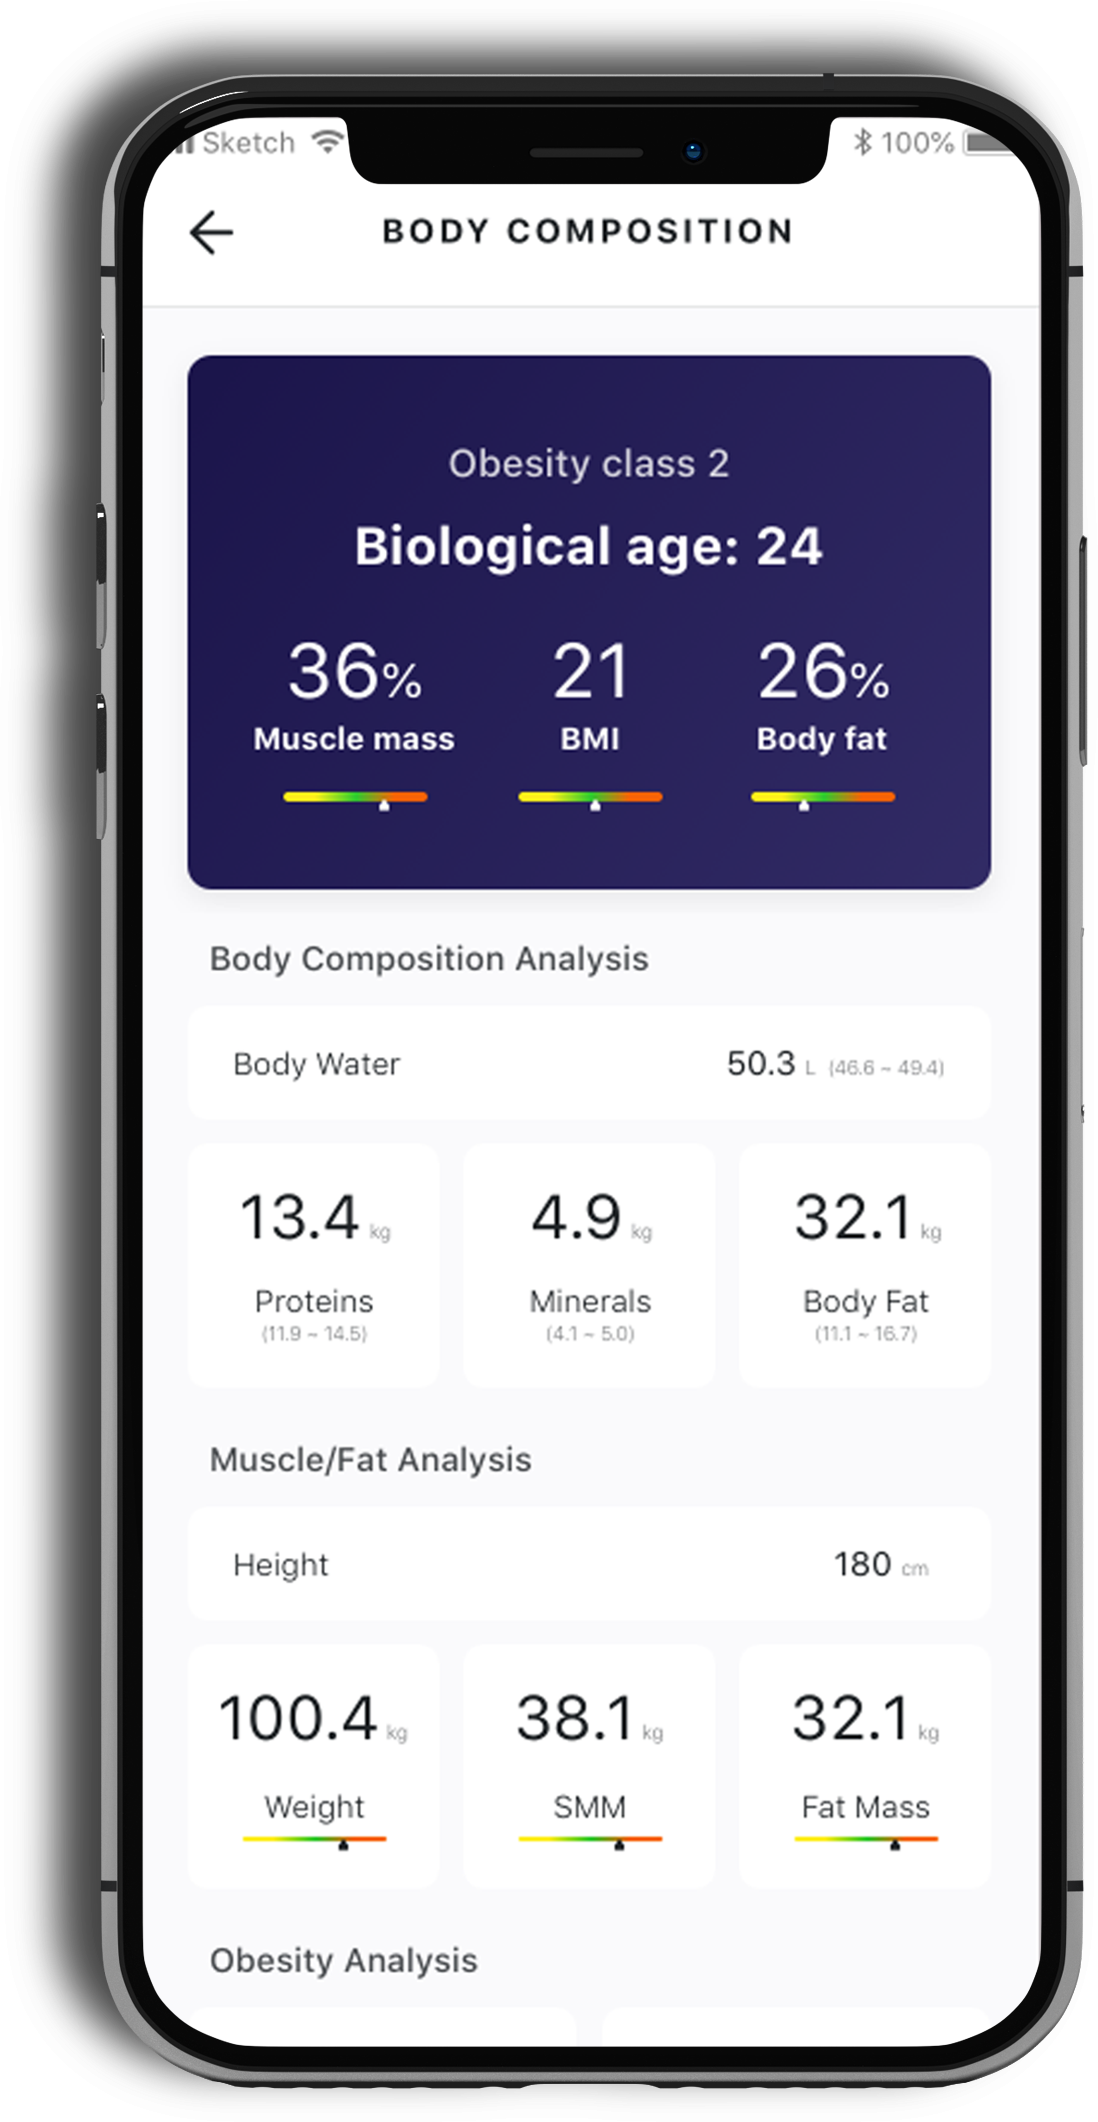 Sketch 100%
BODY COMPOSITION
Obesity class 2
Biological age: 24
36% 21 26%
Muscle mass BMI Body fat
Body Composition Analysis
Body Water 50.3 L (46.6 ~ 49.4)
13.4 kg 4.9 kg 32.1 kg
Proteins Minerals Body Fat
(11.9 ~ 14.5) (4.1 ~ 5.0) (11.1 ~ 16.7)
Muscle/Fat Analysis
Height 180 cm
100.4 kg 38.1 kg 32.1 kg
Weight SMM Fat Mass
Obesity Analysis